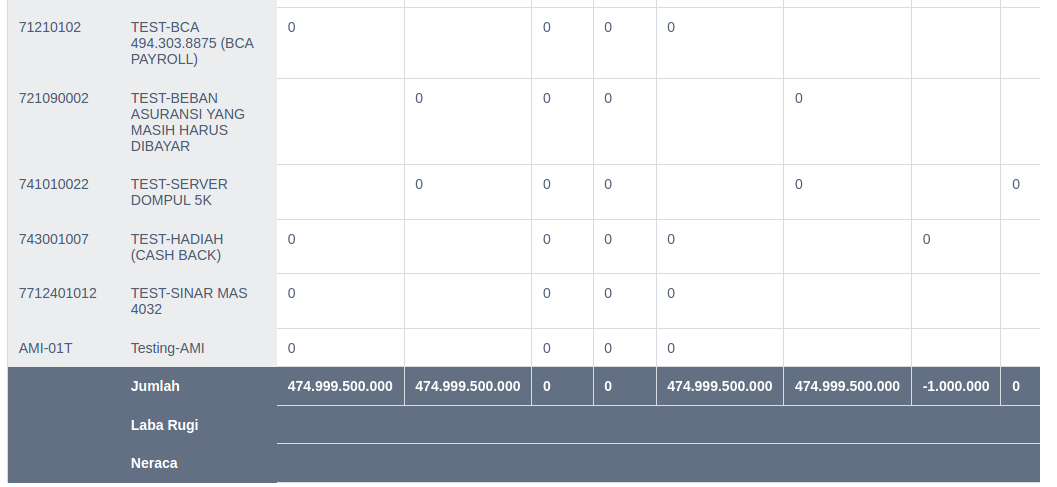 71210102 TEST-BCA 0 0 0 0
494.303.8875 (BCA
PAYROLL)
721090002 TEST-BEBAN 0 0 0 0
ASURANSI YANG
MASIH HARUS
DIBAYAR
741010022 TEST-SERVER 0 0 0 0 0
DOMPUL 5K
743001007 TEST-HADIAH 0 0 0 0 0
(CASH BACK)
7712401012 TEST-SINAR MAS 0 0 0 0
4032
AMI-01T Testing-AMI 0 0 0 0
Jumlah 474.999.500.000 474.999.500.000 0 0 474.999.500.000 474.999.500.000 -1.000.000 0
Laba Rugi
Neraca